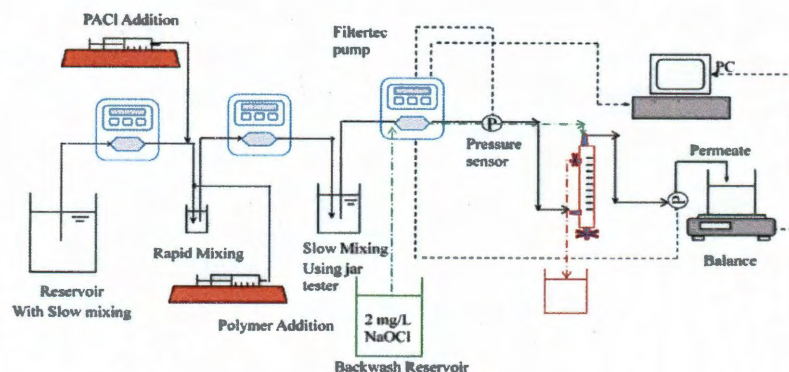 PACl Addition
Filtertec
pump
PC
P
Pressure
sensor
Permeate
P
Rapid Mixing
Slow Mixing
Using jar
tester
Balance
Reservoir
With Slow mixing
Polymer Addition
2 mg/L
NaOCl
Backwash Reservoir